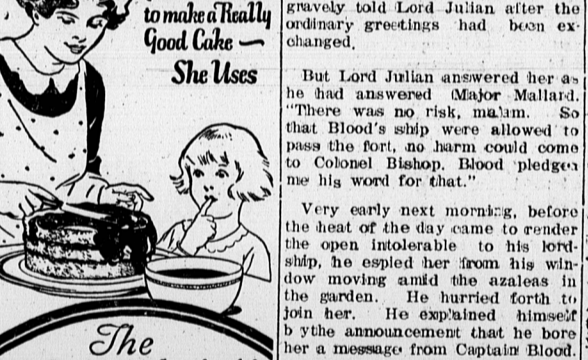 to make a Really
Good Cake —
She Uses
The
gravely told Lord Julian after the
ordinary greetings had been ex-
changed.
But Lord Julian answered her as
he had answered Major Mallard.
"There was no risk, malam. So
that Blood's ship were allowed to
pass the fort, no harm could come
to Colonel Bishop. Blood pledged
me his word for that."
Very early next morning, before
the heat of the day came to render
the open intolerable to his lord-
ship, he espied her from his win-
dow moving amid the azaleas in
the garden. He hurried forth to
join her. He explained himself
b ythe announcement that he bore
her a message from Captain Blood.